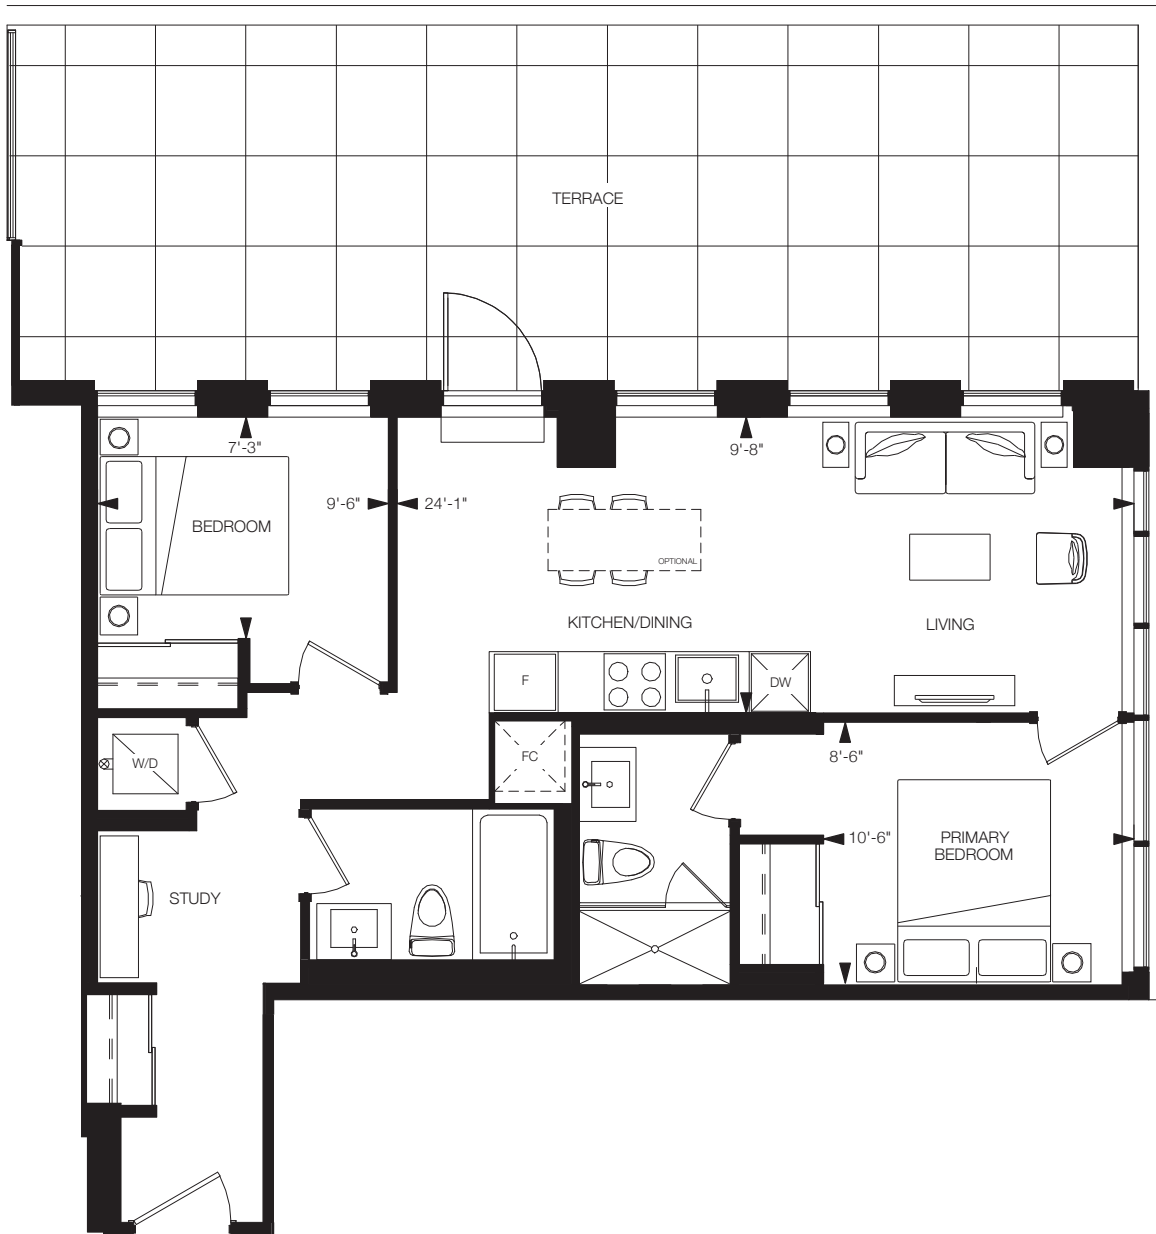 TERRACE
7'-3"
9'-8"
9'-6"
24'-1"
BEDROOM
OPTIONAL
KITCHEN/DINING
LIVING
F
DW
W/D
FC
8'-6"
10'-6"
PRIMARY
BEDROOM
STUDY